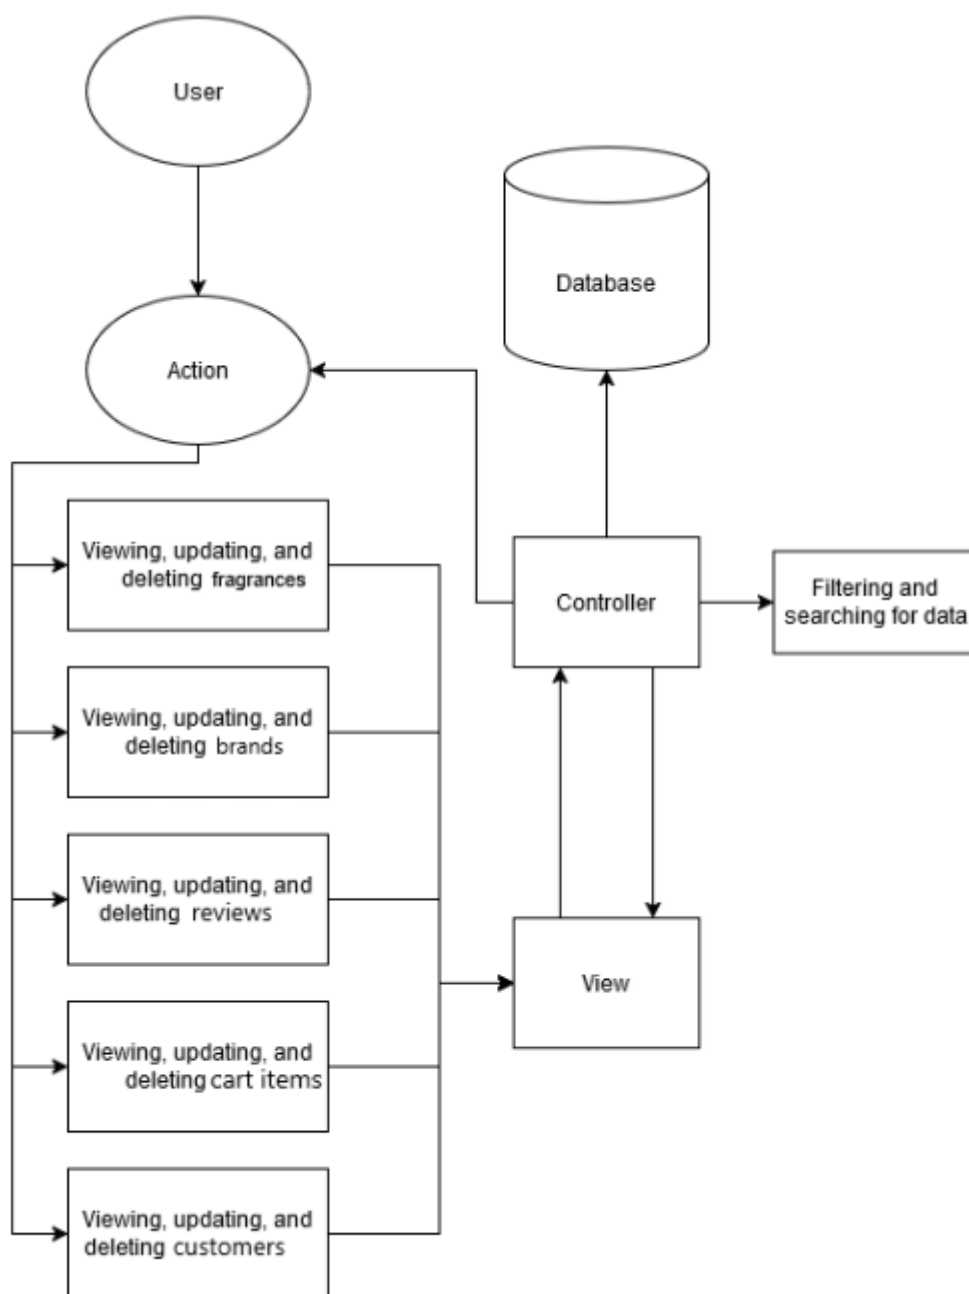 User
Database
Action
Viewing, updating, and
deleting fragrances
Controller
Filtering and
searching for data
Viewing, updating, and
deleting brands
Viewing, updating, and
deleting reviews
View
Viewing, updating, and
deleting cart items
Viewing, updating, and
deleting customers